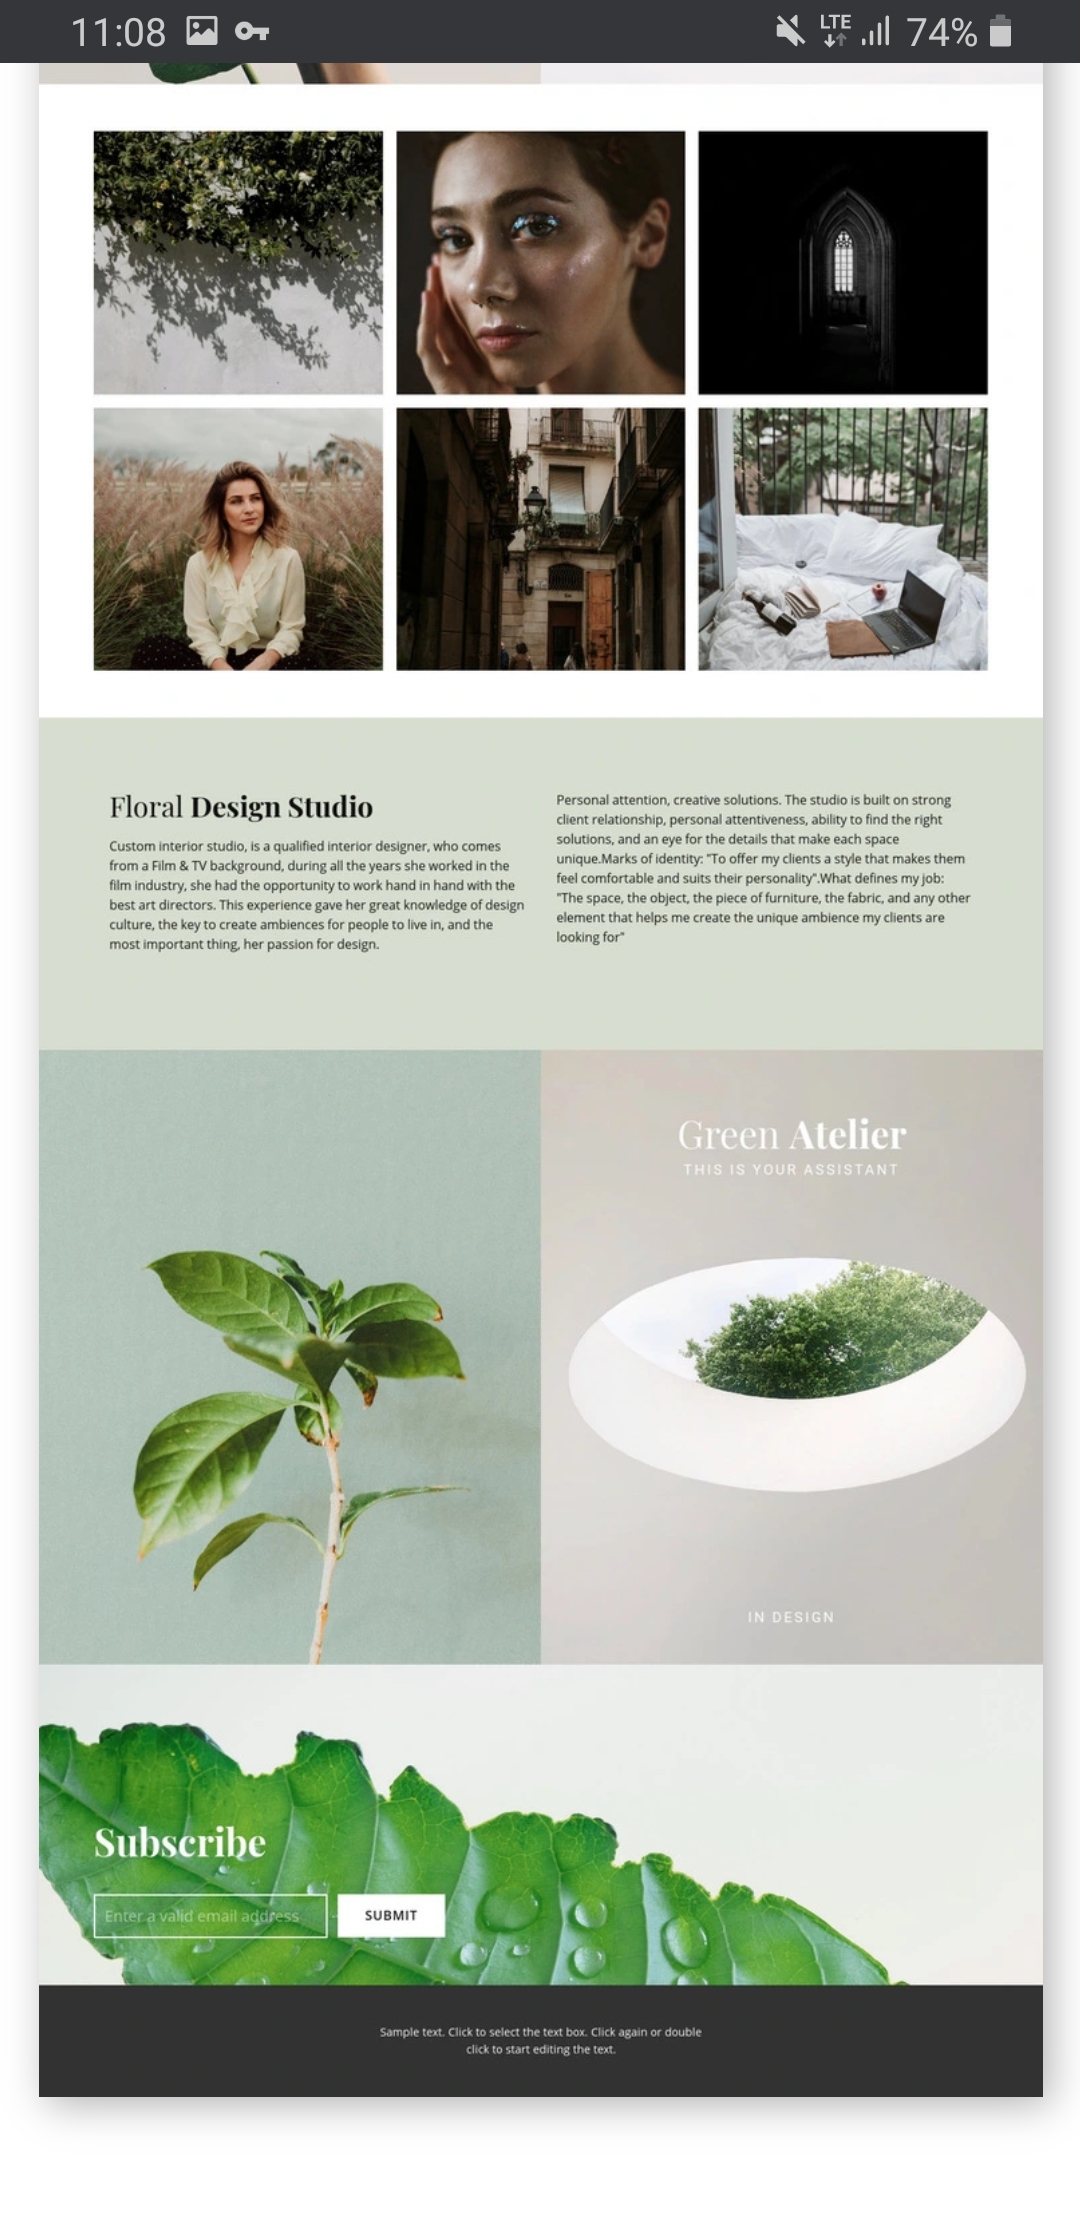 11:08
LTE
74%
Floral Design Studio
Custom interior studio, is a qualified interior designer, who comes
from a Film & TV background, during all the years she worked in the
film industry, she had the opportunity to work hand in hand with the
best art directors. This experience gave her great knowledge of design
culture, the key to create ambiences for people to live in, and the
most important thing, her passion for design.
Personal attention, creative solutions. The studio is built on strong
client relationship, personal attentiveness, ability to find the right
solutions, and an eye for the details that make each space
unique.Marks of identity: "To offer my clients a style that makes them
feel comfortable and suits their personality".What defines my job:
"The space, the object, the piece of furniture, the fabric, and any other
element that helps me create the unique ambience my clients are
looking for"
Green Atelier
THIS IS YOUR ASSISTANT
IN DESIGN
Subscribe
Enter a valid email address
SUBMIT
Sample text. Click to select the text box. Click again or double
click to start editing the text.